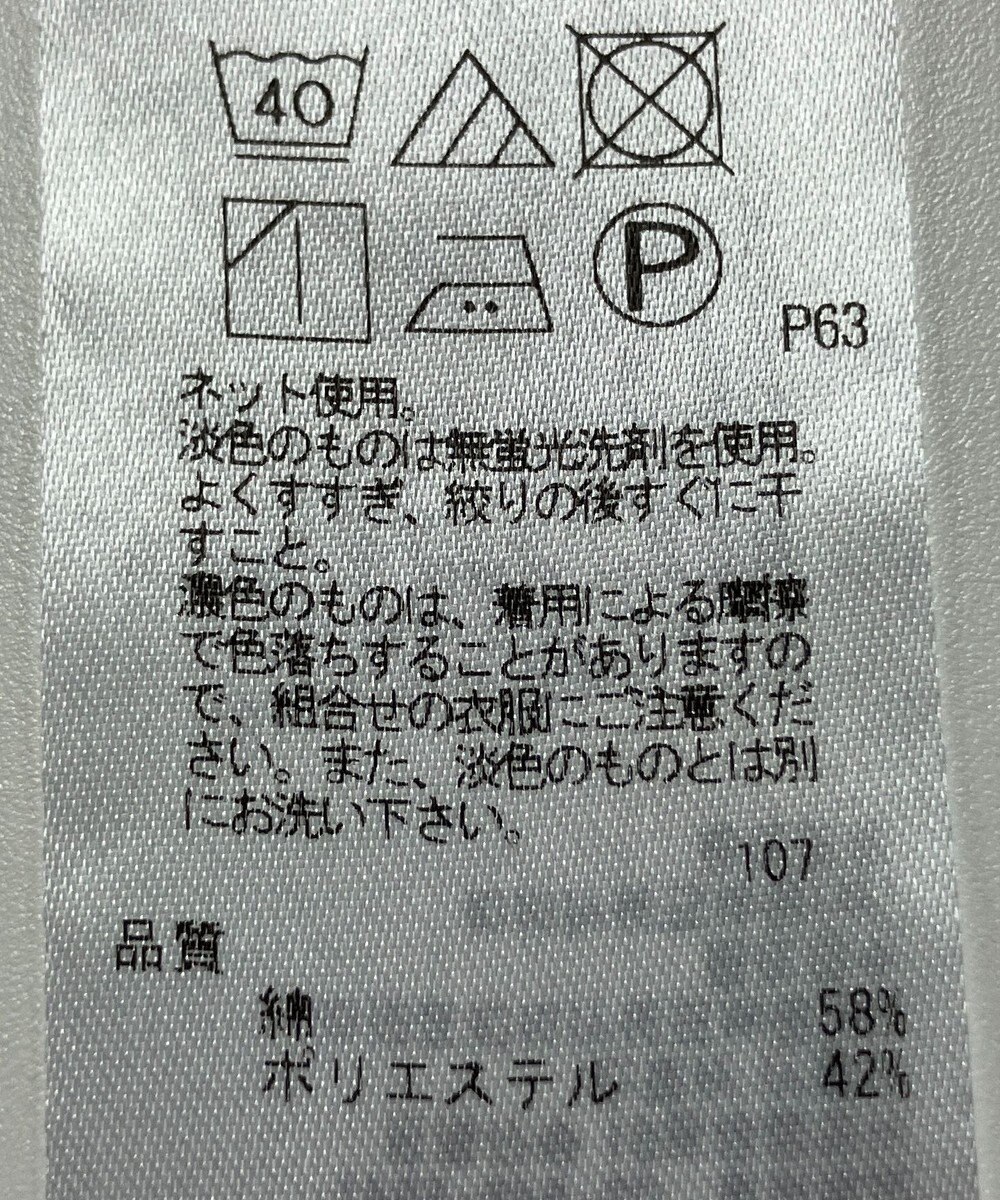 40
P
P63
ネット使用。
淡色のものは無蛍光洗剤を使用。
よくすすぎ、絞りの後すぐに干
すこと。
濃色のものは、着用による摩擦
で色落ちすることがありますの
で、組合せの衣服にご注意くだ
さい。また、淡色のものとは別
にお洗い下さい。
107
品質
綿 58%
ポリエステル 42%